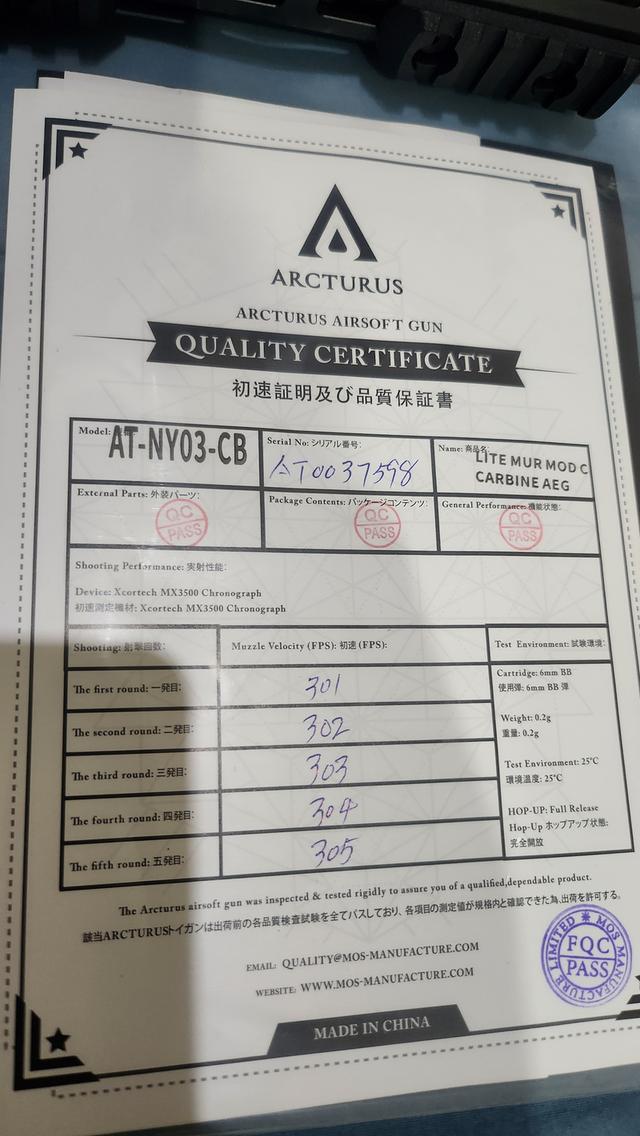 ARCTURUS
ARCTURUS AIRSOFT GUN
QUALITY CERTIFICATE
初速証明及び品質保証書
Model:
AT-NY03-CB
Serial No: シリアル番号:
AT0037598
Name: 商品名:
LITE MUR MOD C
CARBINE AEG
External Parts: 外装パーツ:
QC
PASS
Package Contents: パッケージコンテンツ:
QC
PASS
General Performance: 機能状態:
QC
PASS
Shooting Performance: 実射性能:
Device: Xcortech MX3500 Chronograph
初速測定機材: Xcortech MX3500 Chronograph
Shooting: 射撃回数:
Muzzle Velocity (FPS): 初速 (FPS):
Test Environment: 試験環境:
The first round: 一発目:
301
The second round: 二発目:
302
The third round: 三発目:
303
The fourth round: 四発目:
304
The fifth round: 五発目:
305
Cartridge: 6mm BB
使用弾: 6mm BB 弾
Weight: 0.2g
重量: 0.2g
Test Environment: 25°C
環境温度: 25°C
HOP-UP: Full Release
Hop-Up ホップアップ状態:
完全開放
The Arcturus airsoft gun was inspected & tested rigidly to assure you of a qualified,dependable product.
該当ARCTURUSトイガンは出荷前の各品質検査試験を全てパスしており、各項目の測定値が規格内と確認できた為、出荷を許可する。
EMAIL: QUALITY@MOS-MANUFACTURE.COM
WEBSITE: WWW.MOS-MANUFACTURE.COM
MOS MANUFACTURE LIMITED
FQC
PASS
MADE IN CHINA